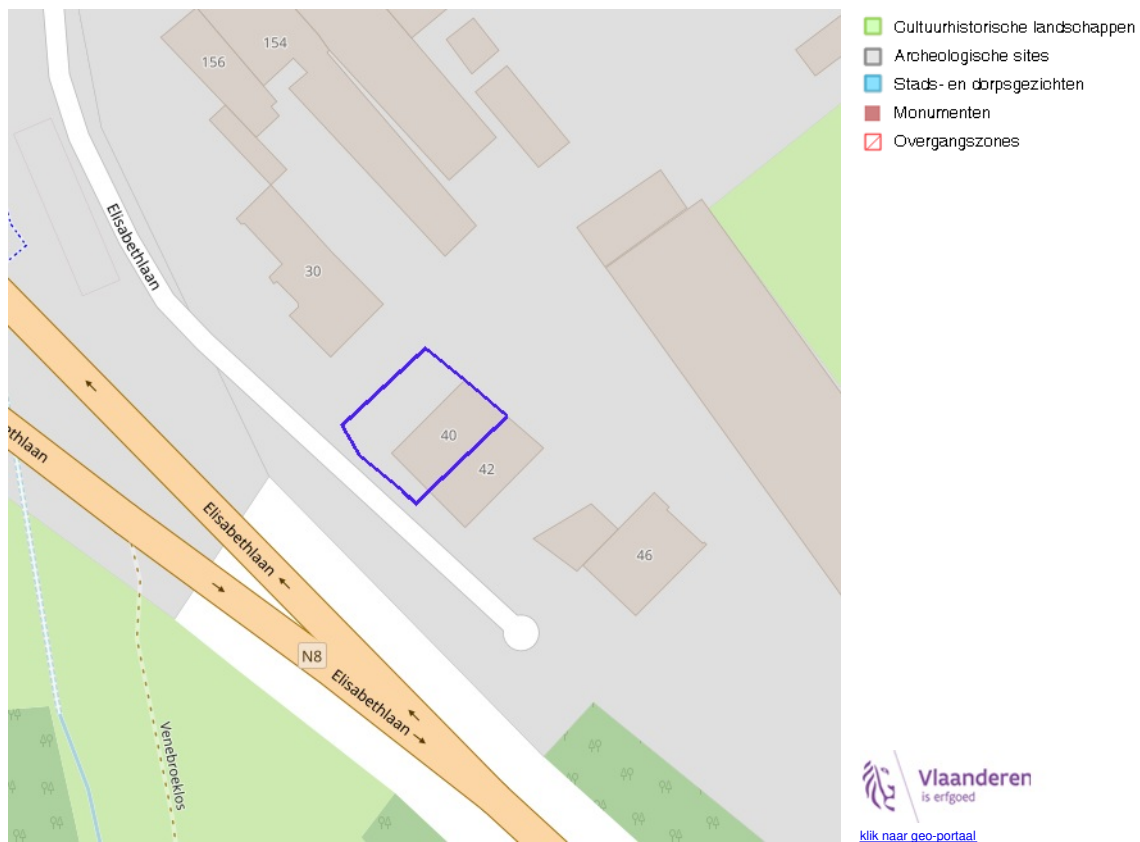 154
156
Elisabethlaan
30
40
42
ethlaan
Elisabethlaan
46
N8
Elisabethlaan
Venebroeklos
Cultuurhistorische landschappen
Archeologische sites
Stads- en dorpsgezichten
Monumenten
Overgangszones
Vlaanderen
is erfgoed
klik naar geo-portaal